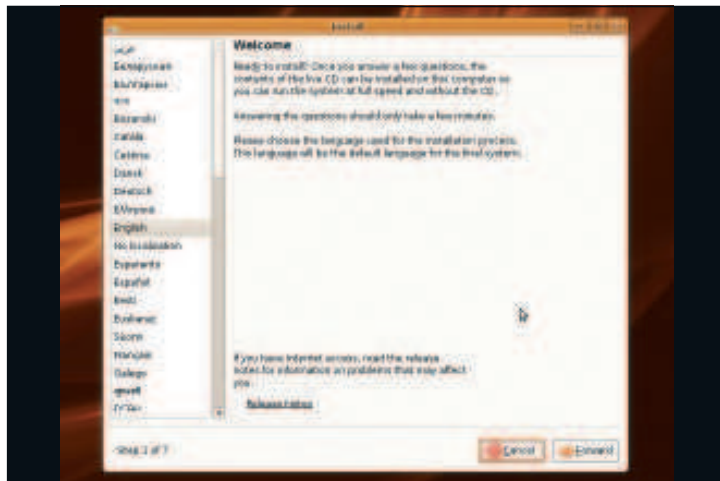 Install
Welcome
Ready to install? Once you answer a few questions, the
contents of the live CD can be installed on this computer so
you can run the system at full speed and without the CD.
Answering the questions should only take a few minutes.
Please choose the language used for the installation process.
This language will be the default language for the final system.
Беларуская
Български
Bosanski
Català
Čeština
Dansk
Deutsch
Ελληνικά
English
No localization
Esperanto
Español
Eesti
Euskaraz
Suomi
Français
Galego
ગુજરાતી
עברית
If you have Internet access, read the release
notes for information on problems that may affect
you.
Release Notes
Step 1 of 7
Cancel
Forward